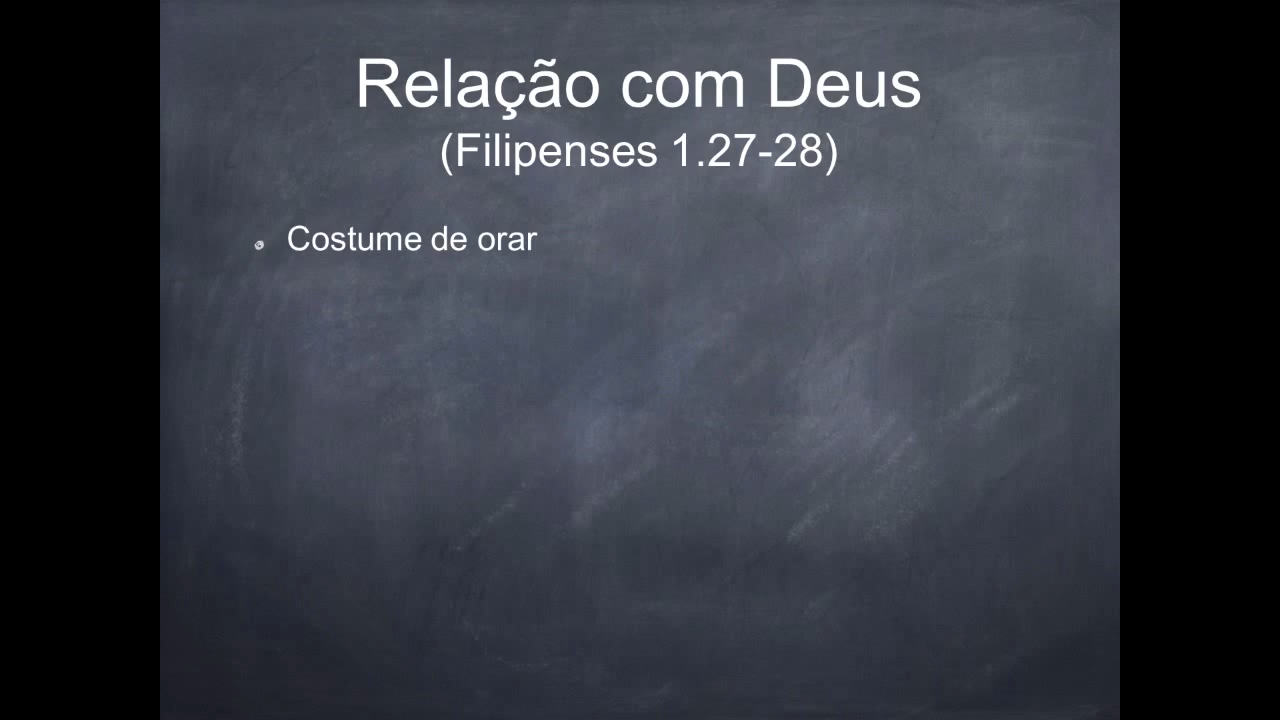 Relação com Deus
(Filipenses 1.27-28)
Costume de orar